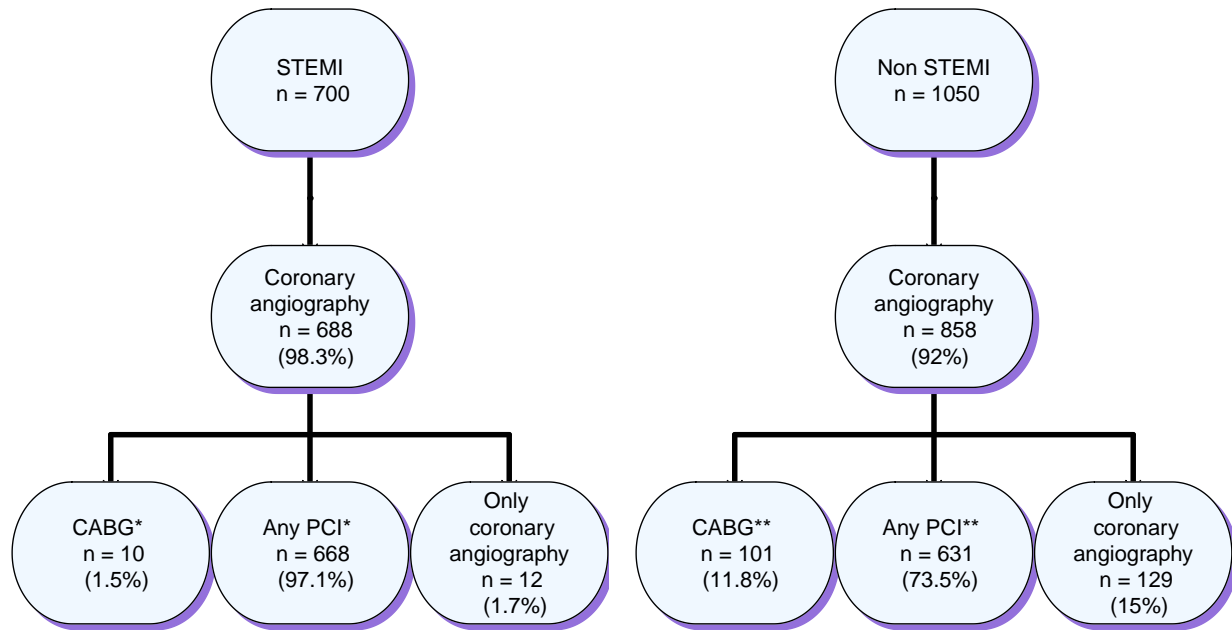 STEMI
n = 700
Non STEMI
n = 1050
Coronary
angiography
n = 688
(98.3%)
Coronary
angiography
n = 858
(92%)
CABG*
n = 10
(1.5%)
Any PCI*
n = 668
(97.1%)
Only
coronary
angiography
n = 12
(1.7%)
CABG**
n = 101
(11.8%)
Any PCI**
n = 631
(73.5%)
Only
coronary
angiography
n = 129
(15%)